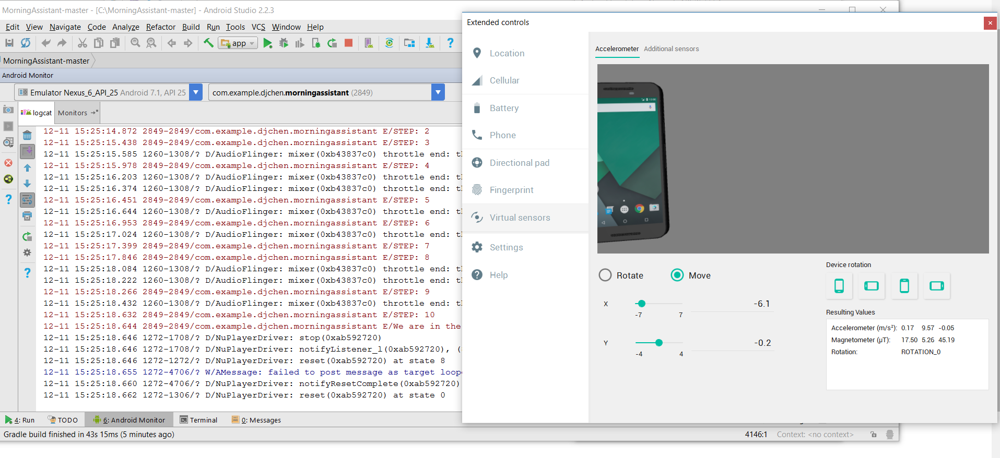 MorningAssistant-master - [C:\MorningAssistant-master] - Android Studio 2.2.3
Edit View Navigate Code Analyze Refactor Build Run Tools VCS Window Help
app
MorningAssistant-master
Android Monitor
Emulator Nexus_6_API_25 Android 7.1, API 25
com.example.djchen.morningassistant (2849)
logcat
Monitors
12-11 15:25:14.872 2849-2849/com.example.djchen.morningassistant E/STEP: 2
12-11 15:25:15.438 2849-2849/com.example.djchen.morningassistant E/STEP: 3
12-11 15:25:15.585 1260-1308/? D/AudioFlinger: mixer(0xb43837c0) throttle end: th
12-11 15:25:15.978 2849-2849/com.example.djchen.morningassistant E/STEP: 4
12-11 15:25:16.203 1260-1308/? D/AudioFlinger: mixer(0xb43837c0) throttle end: th
12-11 15:25:16.374 1260-1308/? D/AudioFlinger: mixer(0xb43837c0) throttle end: th
12-11 15:25:16.451 2849-2849/com.example.djchen.morningassistant E/STEP: 5
12-11 15:25:16.644 1260-1308/? D/AudioFlinger: mixer(0xb43837c0) throttle end: th
12-11 15:25:16.953 2849-2849/com.example.djchen.morningassistant E/STEP: 6
12-11 15:25:17.024 1260-1308/? D/AudioFlinger: mixer(0xb43837c0) throttle end: th
12-11 15:25:17.399 2849-2849/com.example.djchen.morningassistant E/STEP: 7
12-11 15:25:17.846 2849-2849/com.example.djchen.morningassistant E/STEP: 8
12-11 15:25:18.084 1260-1308/? D/AudioFlinger: mixer(0xb43837c0) throttle end: th
12-11 15:25:18.222 1260-1308/? D/AudioFlinger: mixer(0xb43837c0) throttle end: th
12-11 15:25:18.266 2849-2849/com.example.djchen.morningassistant E/STEP: 9
12-11 15:25:18.432 1260-1308/? D/AudioFlinger: mixer(0xb43837c0) throttle end: th
12-11 15:25:18.632 2849-2849/com.example.djchen.morningassistant E/STEP: 10
12-11 15:25:18.644 2849-2849/com.example.djchen.morningassistant E/We are in the
12-11 15:25:18.646 1272-1708/? D/NuPlayerDriver: stop(0xab592720)
12-11 15:25:18.646 1272-1708/? D/NuPlayerDriver: notifyListener_l(0xab592720), (
12-11 15:25:18.646 1272-1272/? D/NuPlayerDriver: reset(0xab592720) at state 8
12-11 15:25:18.655 1272-4706/? W/AMessage: failed to post message as target loope
12-11 15:25:18.660 1272-4706/? D/NuPlayerDriver: notifyResetComplete(0xab592720)
12-11 15:25:18.662 1272-1306/? D/NuPlayerDriver: reset(0xab592720) at state 0
4: Run
TODO
6: Android Monitor
Terminal
0: Messages
Gradle build finished in 43s 15ms (5 minutes ago)
4146:1
Context: <no context>
Extended controls
Location
Cellular
Battery
Phone
Directional pad
Fingerprint
Virtual sensors
Settings
Help
Accelerometer
Additional sensors
Rotate
Move
X
-6.1
-7
7
Y
-0.2
-4
4
Device rotation
Resulting Values
Accelerometer (m/s²): 0.17 9.57 -0.05
Magnetometer (μT): 17.50 5.26 45.19
Rotation: ROTATION_0